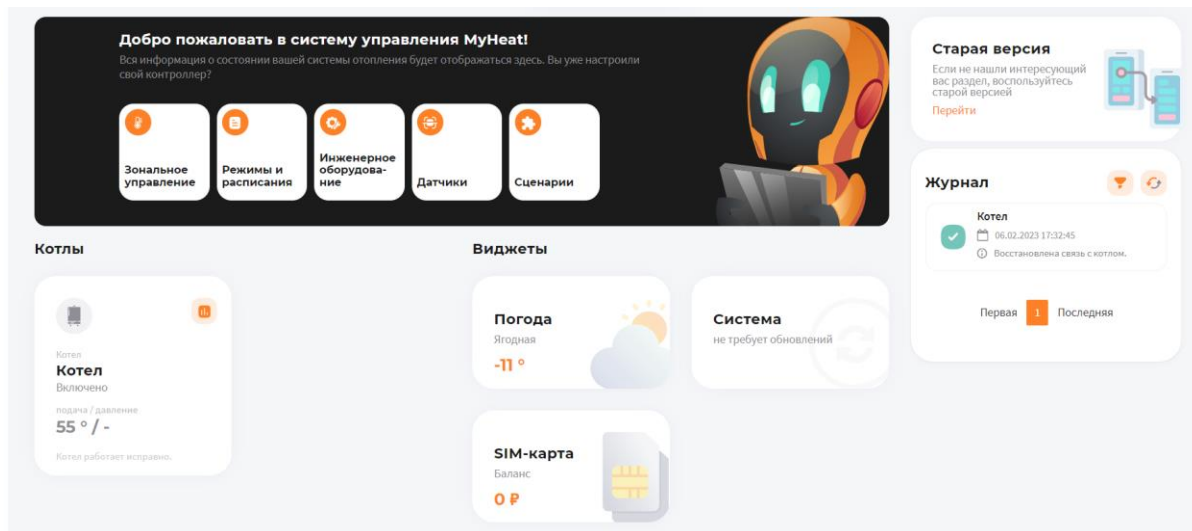 Добро пожаловать в систему управления MyHeat!
Вся информация о состоянии вашей системы отопления будет отображаться здесь. Вы уже настроили
свой контроллер?
Зональное
управление
Режимы и
расписания
Инженерное
оборудова-
ние
Датчики
Сценарии
Старая версия
Если не нашли интересующий
вас раздел, воспользуйтесь
старой версией
Перейти
Журнал
Котел
06.02.2023 17:32:45
Восстановлена связь с котлом.
Первая 1 Последняя
Котлы
Котел
Котел
Включено
подача / давление
55 ° / -
Котел работает исправно.
Виджеты
Погода
Ягодная
-11 °
Система
не требует обновлений
SIM-карта
Баланс
0 ₽